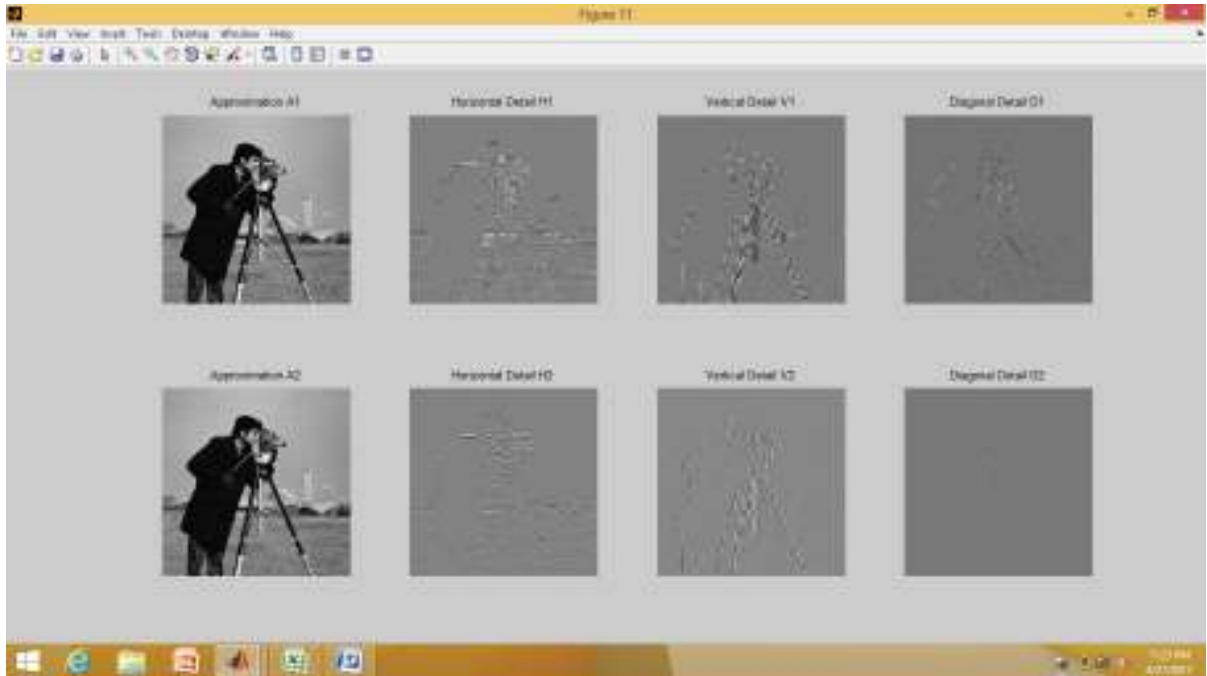 Figure 11
File Edit View Insert Tools Desktop Window Help
Approximation A1
Horizontal Detail H1
Vertical Detail V1
Diagonal Detail D1
Approximation A2
Horizontal Detail H2
Vertical Detail V2
Diagonal Detail D2